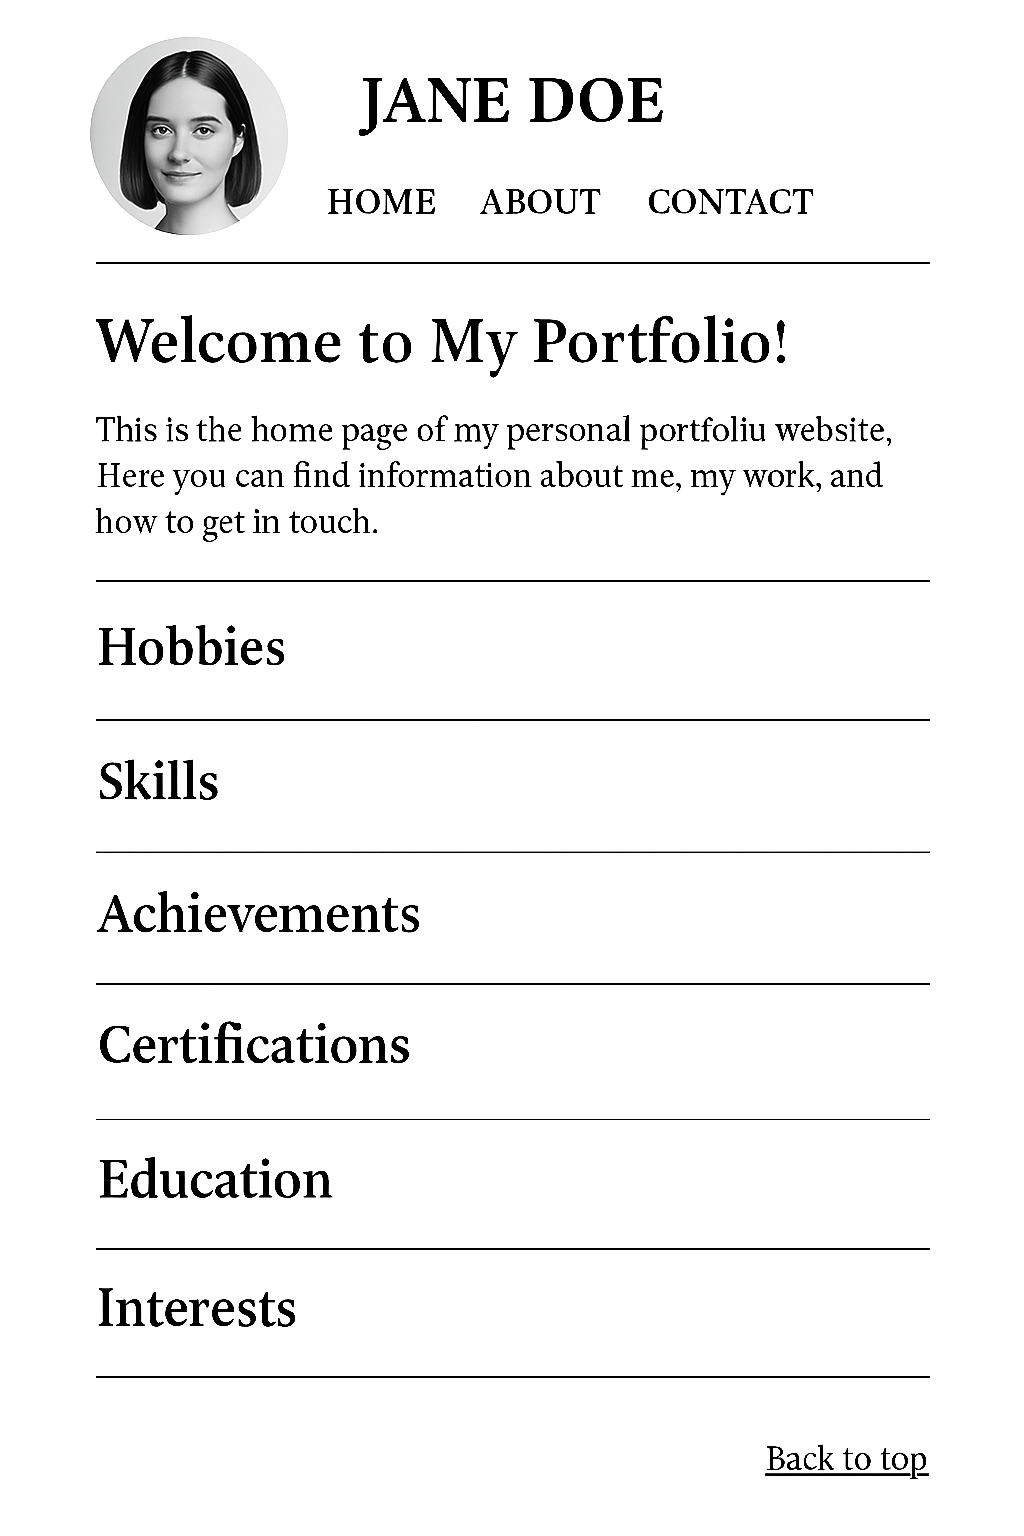 JANE DOE
HOME ABOUT CONTACT
Welcome to My Portfolio!
This is the home page of my personal portfoliu website,
Here you can find information about me, my work, and
how to get in touch.
Hobbies
Skills
Achievements
Certifications
Education
Interests
Back to top